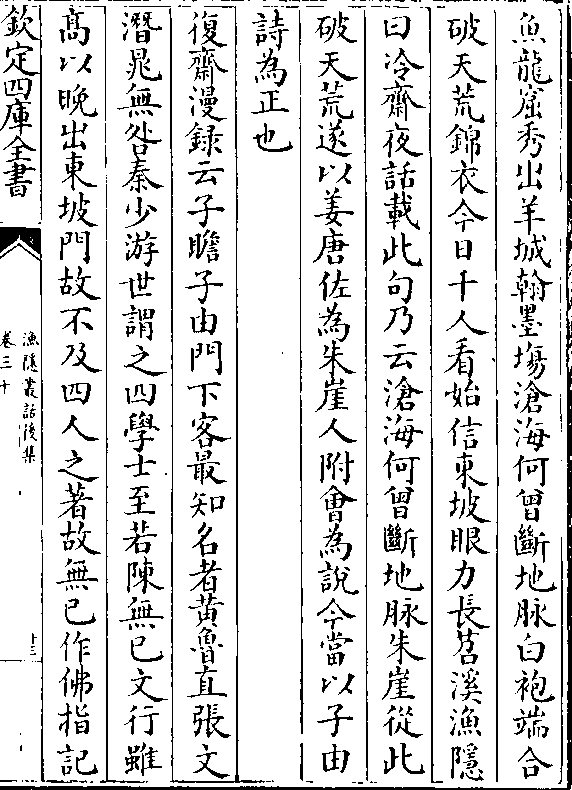 魚龍窟秀出羊城翰墨場滄海何曾斷地脉白袍端合
破天荒錦衣今日千人看始信東坡眼力長苕溪漁隠
曰冷齋夜話載此句乃云滄海何曾斷地脉朱崖從此
破天荒遂以姜唐佐為朱崖人附會為說今當以子由
詩為正也
復齋漫録云子瞻子由門下客最知名者黄魯直張文
潛晁無咎秦少游世謂之四學士至若陳無已文行雖
髙以晚出東坡門故不及四人之著故無已作佛指記
欽定四庫全書
漁隠叢話後集
卷三十
十三